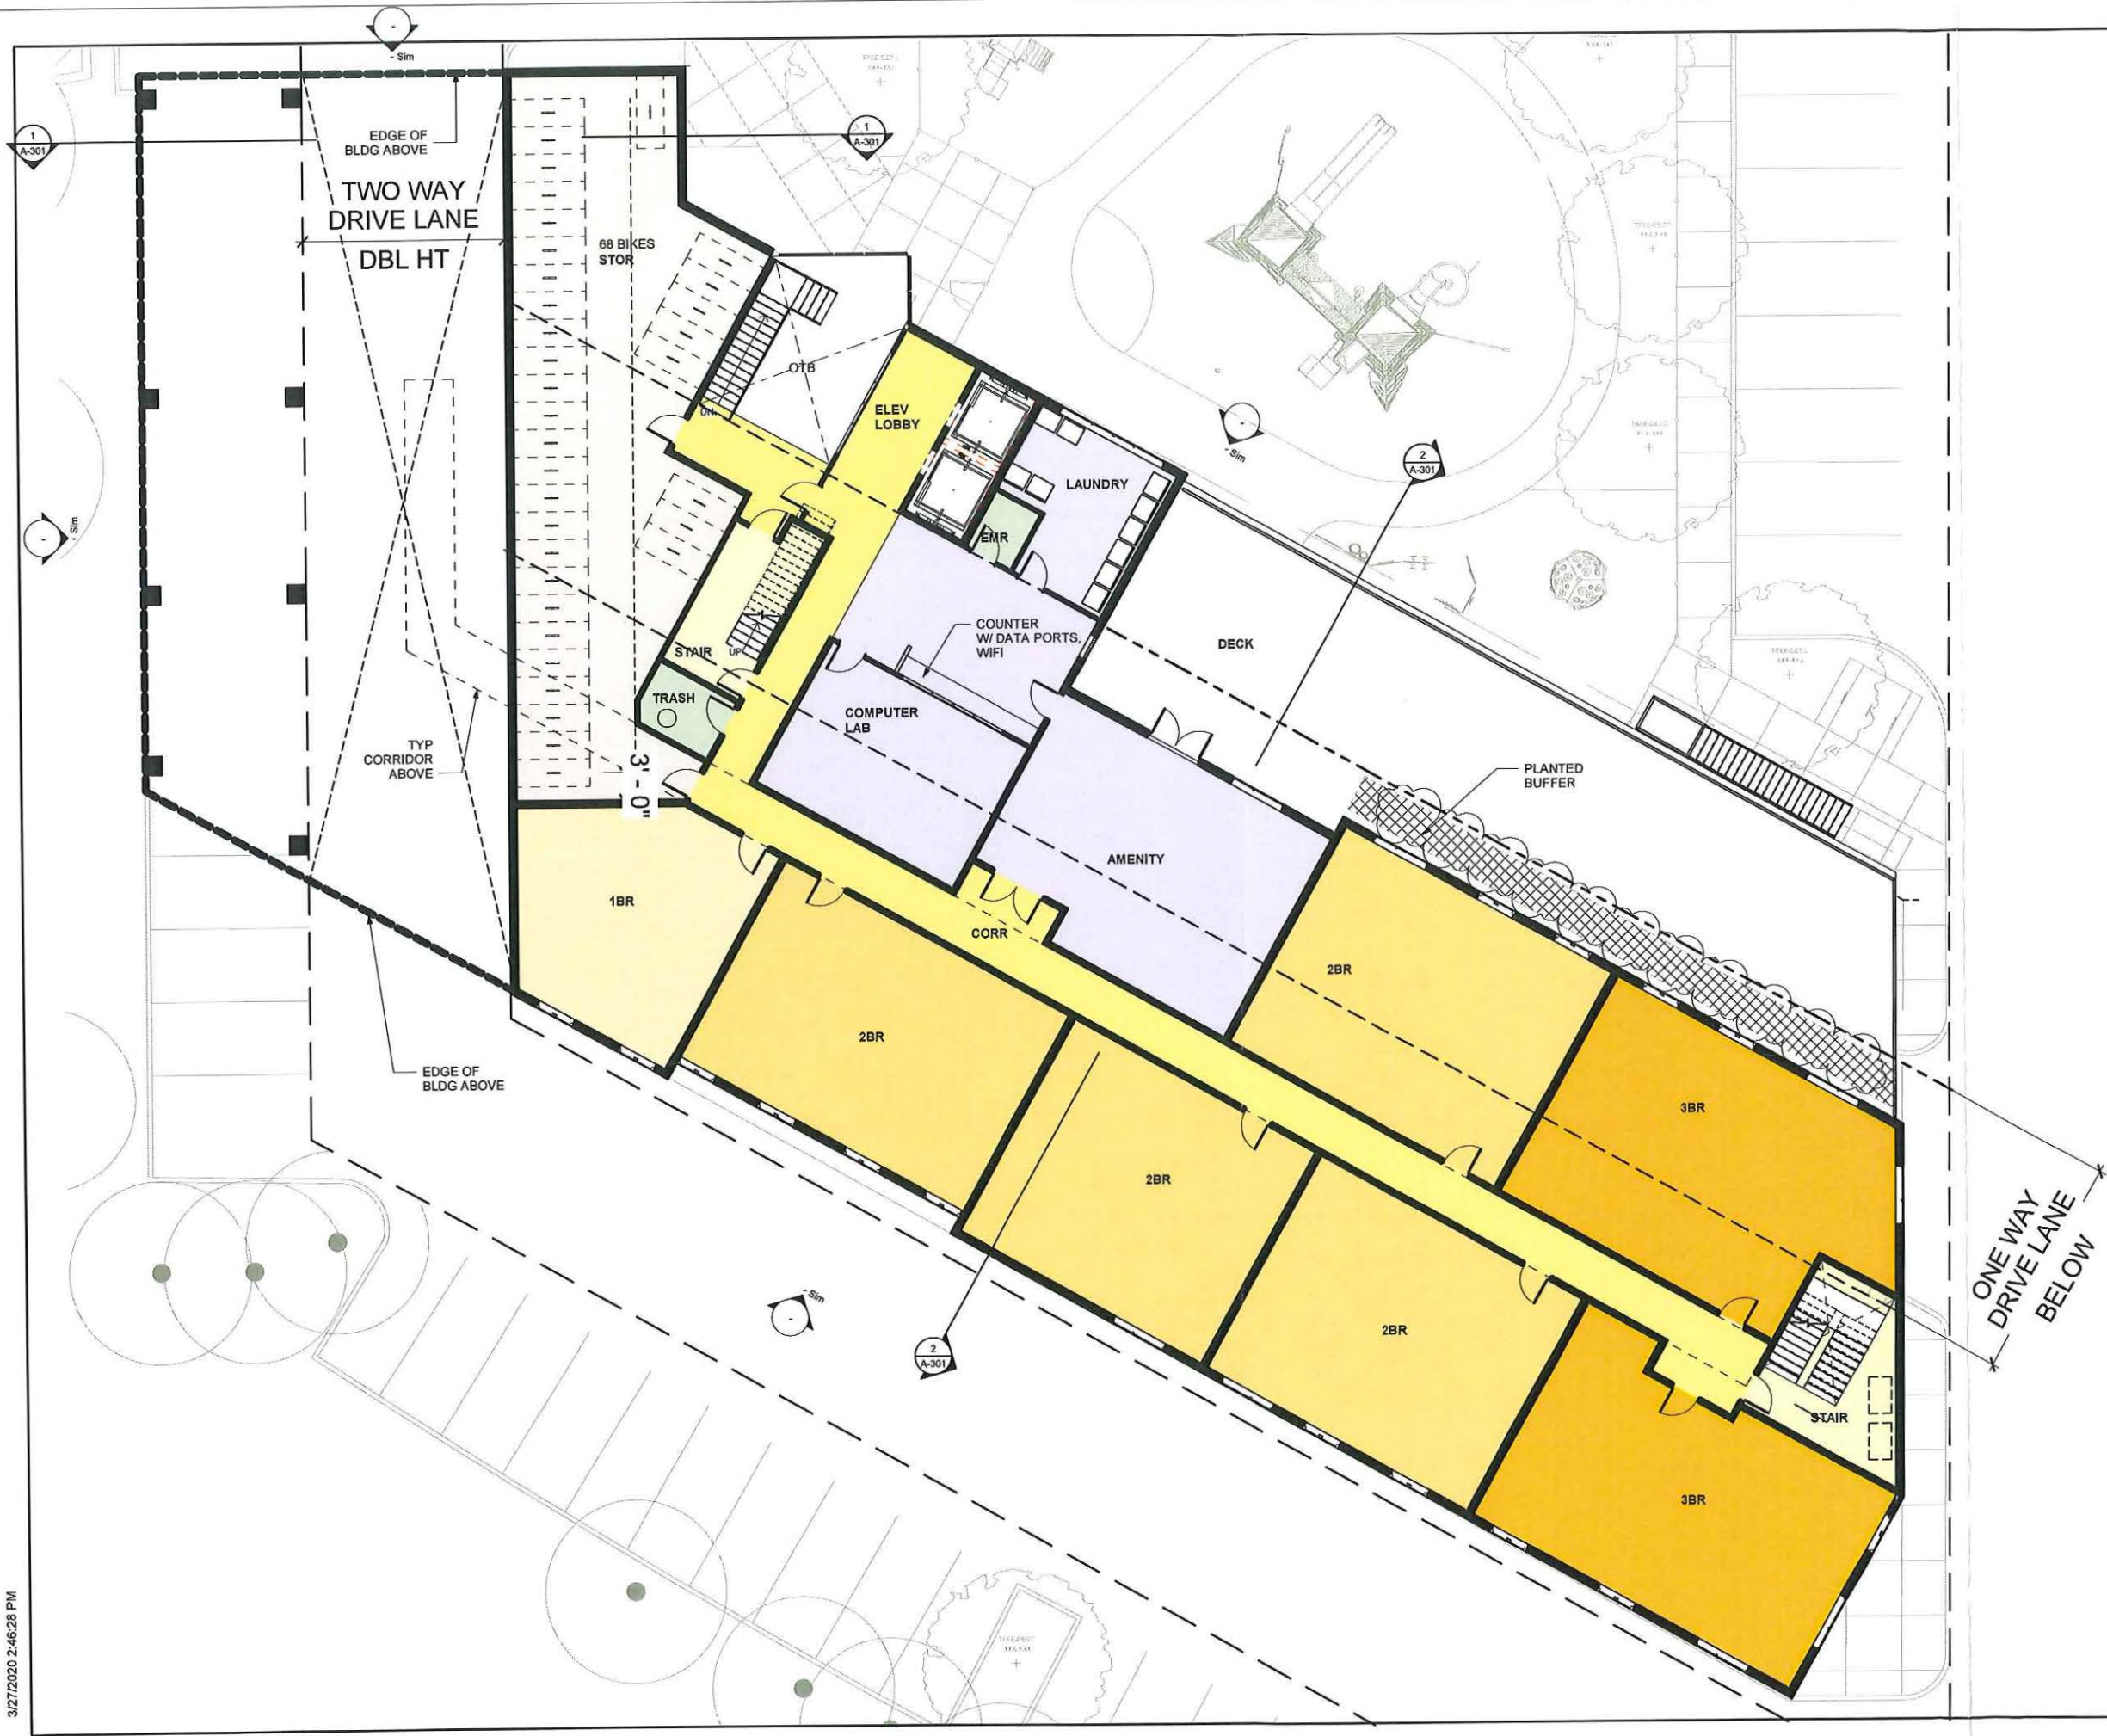 -
- Sim
1
A-301
EDGE OF
BLDG ABOVE
1
A-301
TWO WAY
DRIVE LANE
DBL HT
68 BIKES
STOR
OTB
DN
ELEV
LOBBY
-
- Sim
2
A-301
LAUNDRY
EMR
-
- Sim
COUNTER
W/ DATA PORTS,
WIFI
DECK
STAIR
UP
TRASH
COMPUTER
LAB
TYP
CORRIDOR
ABOVE
3' - 0"
PLANTED
BUFFER
AMENITY
1BR
CORR
2BR
2BR
EDGE OF
BLDG ABOVE
3BR
2BR
ONE WAY
DRIVE LANE
BELOW
-
- Sim
2
A-301
2BR
STAIR
3BR
3/27/2020 2:46:28 PM